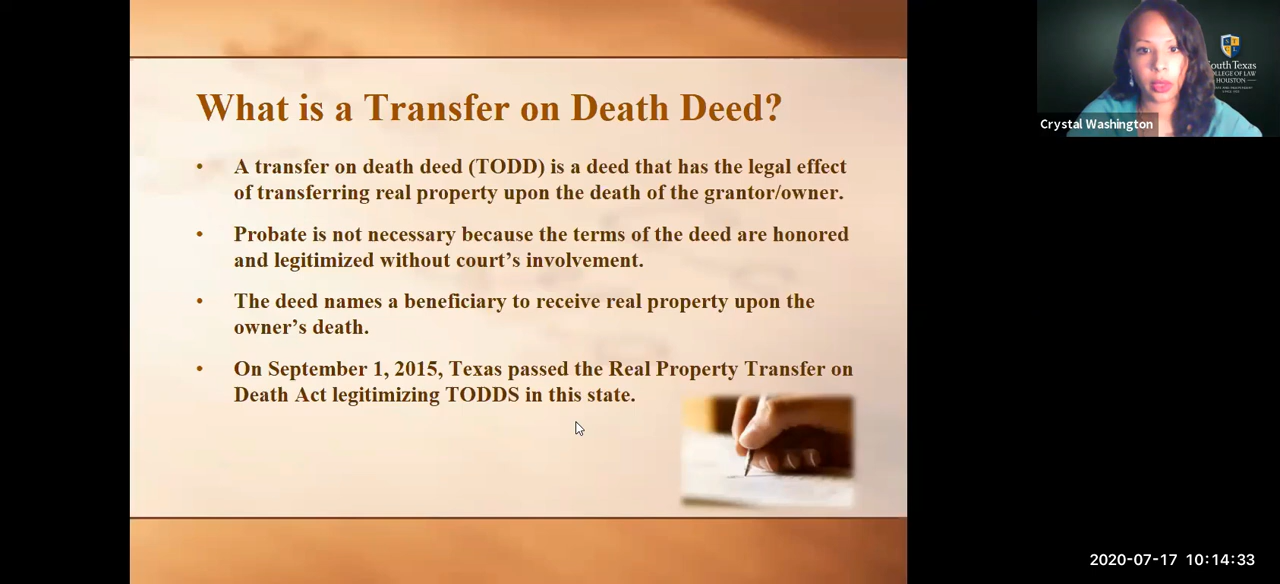 What is a Transfer on Death Deed?
• A transfer on death deed (TODD) is a deed that has the legal effect
of transferring real property upon the death of the grantor/owner.
• Probate is not necessary because the terms of the deed are honored
and legitimized without court's involvement.
• The deed names a beneficiary to receive real property upon the
owner's death.
• On September 1, 2015, Texas passed the Real Property Transfer on
Death Act legitimizing TODDS in this state.
Texas
OF LAW
HOUSTON
Crystal Washington
2020-07-17 10:14:33